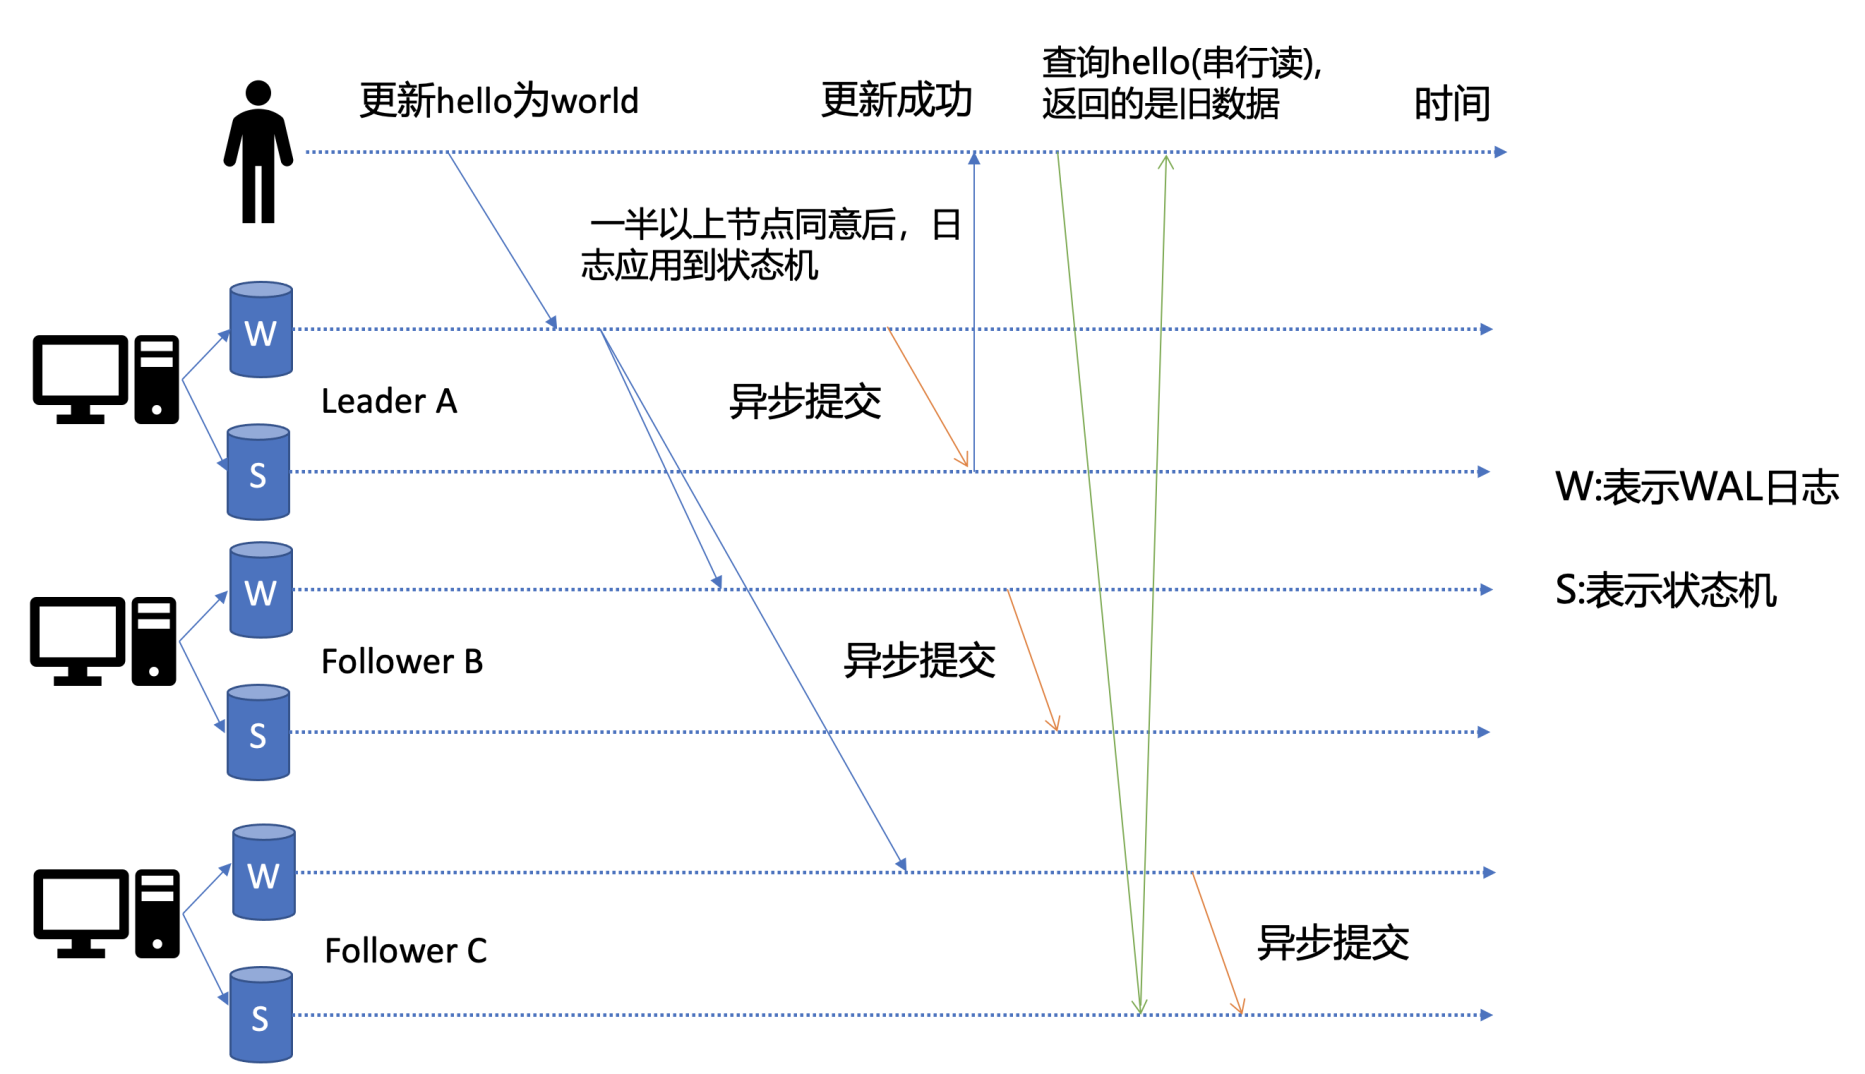 更新hello为world
更新成功
查询hello(串行读),
返回的是旧数据
时间
一半以上节点同意后，日
志应用到状态机
W
Leader A
异步提交
S
W:表示WAL日志
W
S:表示状态机
Follower B
异步提交
S
W
Follower C
异步提交
S